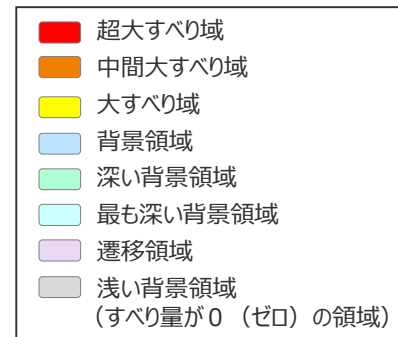 超大すべり域
中間大すべり域
大すべり域
背景領域
深い背景領域
最も深い背景領域
遷移領域
浅い背景領域
(すべり量が0 (ゼロ) の領域)